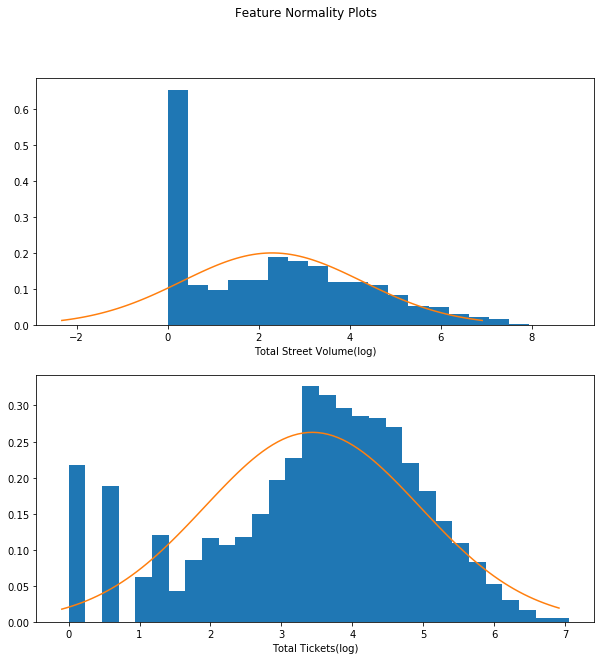 Feature Normality Plots
0.6
0.5
0.4
0.3
0.2
0.1
0.0
−2 0 2 4 6 8
Total Street Volume(log)
0.30
0.25
0.20
0.15
0.10
0.05
0.00
0 1 2 3 4 5 6 7
Total Tickets(log)